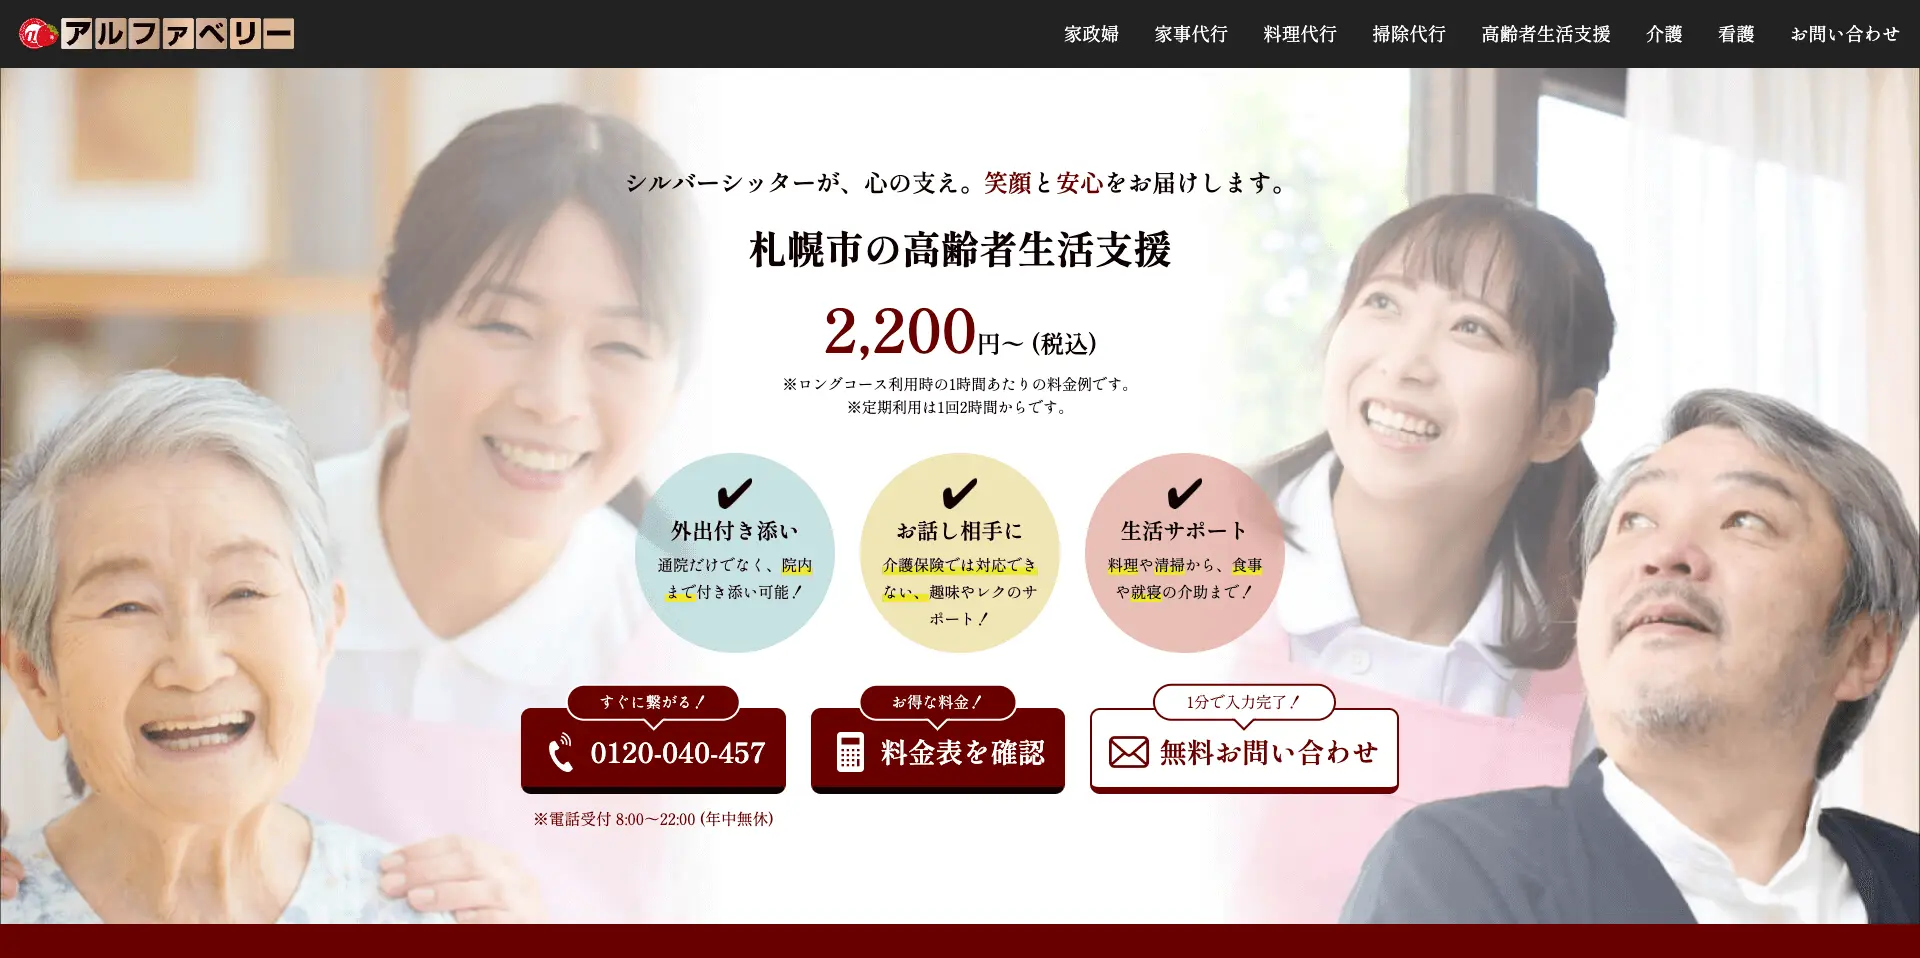 アルファベリー
家政婦 家事代行 料理代行 掃除代行 高齢者生活支援 介護 看護 お問い合わせ
シルバーシッターが、心の支え。笑顔と安心をお届けします。
札幌市の高齢者生活支援
2,200円～ (税込)
※ロングコース利用時の1時間あたりの料金例です。
※定期利用は1回2時間からです。
外出付き添い
通院だけでなく、院内
まで付き添い可能！
お話し相手に
介護保険では対応でき
ない、趣味やレクのサ
ポート！
生活サポート
料理や清掃から、食事
や就寝の介助まで！
すぐに繋がる！
0120-040-457
※電話受付 8:00～22:00 (年中無休)
お得な料金！
料金表を確認
1分で入力完了！
無料お問い合わせ